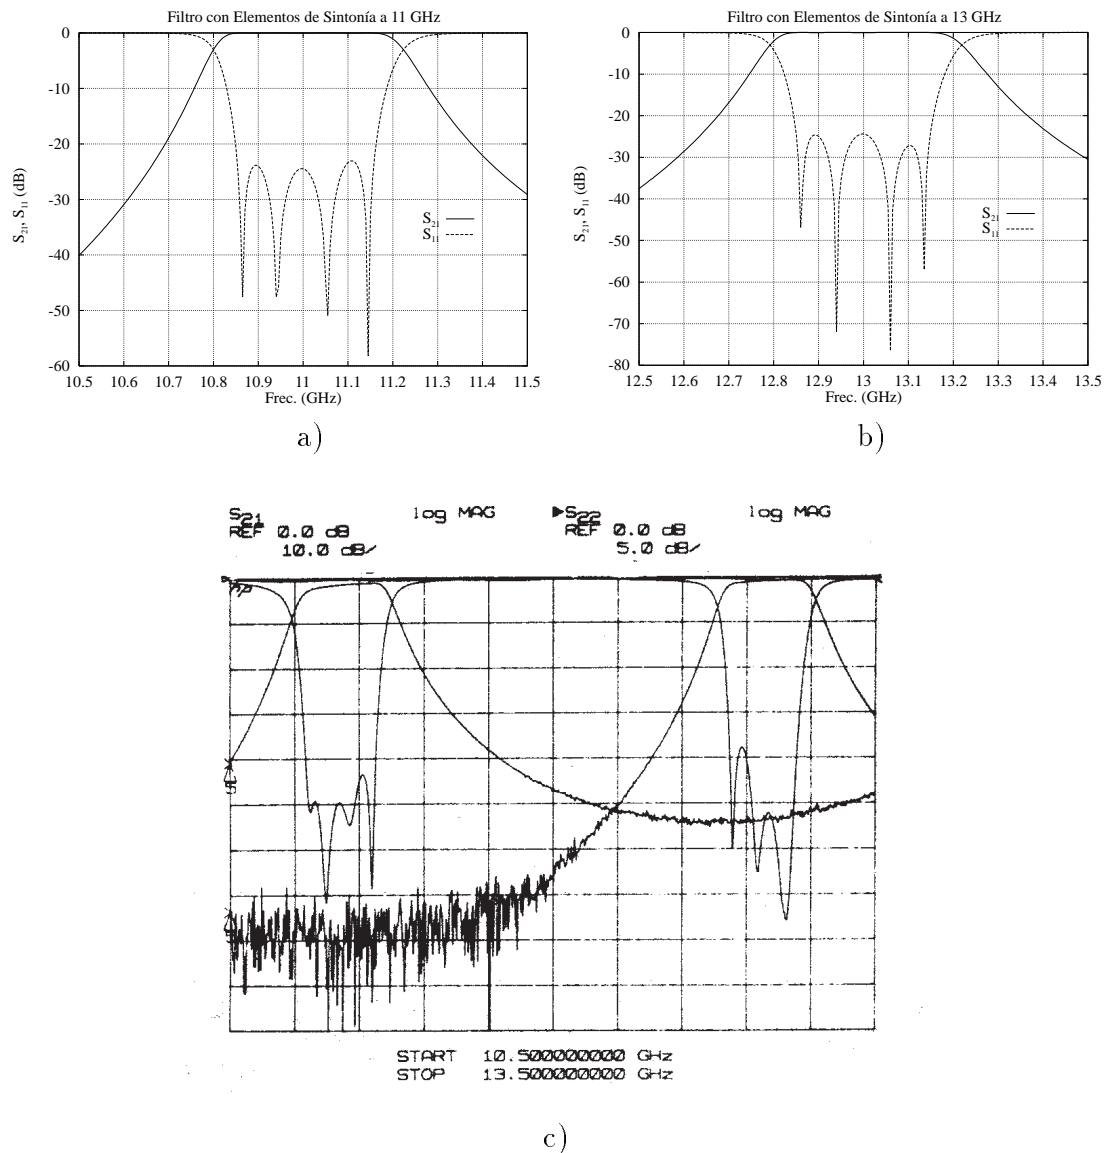 Filtro con Elementos de Sintonía a 11 GHz
0
-10
-20
-30
-40
-50
-60
S21, S11 (dB)
S21
S11
10.5 10.6 10.7 10.8 10.9 11 11.1 11.2 11.3 11.4 11.5
Frec. (GHz)
a)
Filtro con Elementos de Sintonía a 13 GHz
0
-10
-20
-30
-40
-50
-60
-70
-80
S21, S11 (dB)
S21
S11
12.5 12.6 12.7 12.8 12.9 13 13.1 13.2 13.3 13.4 13.5
Frec. (GHz)
b)
S21 log MAG
REF 0.0 dB
10.0 dB/
▶S22 log MAG
REF 0.0 dB
5.0 dB/
START 10.500000000 GHz
STOP 13.500000000 GHz
c)